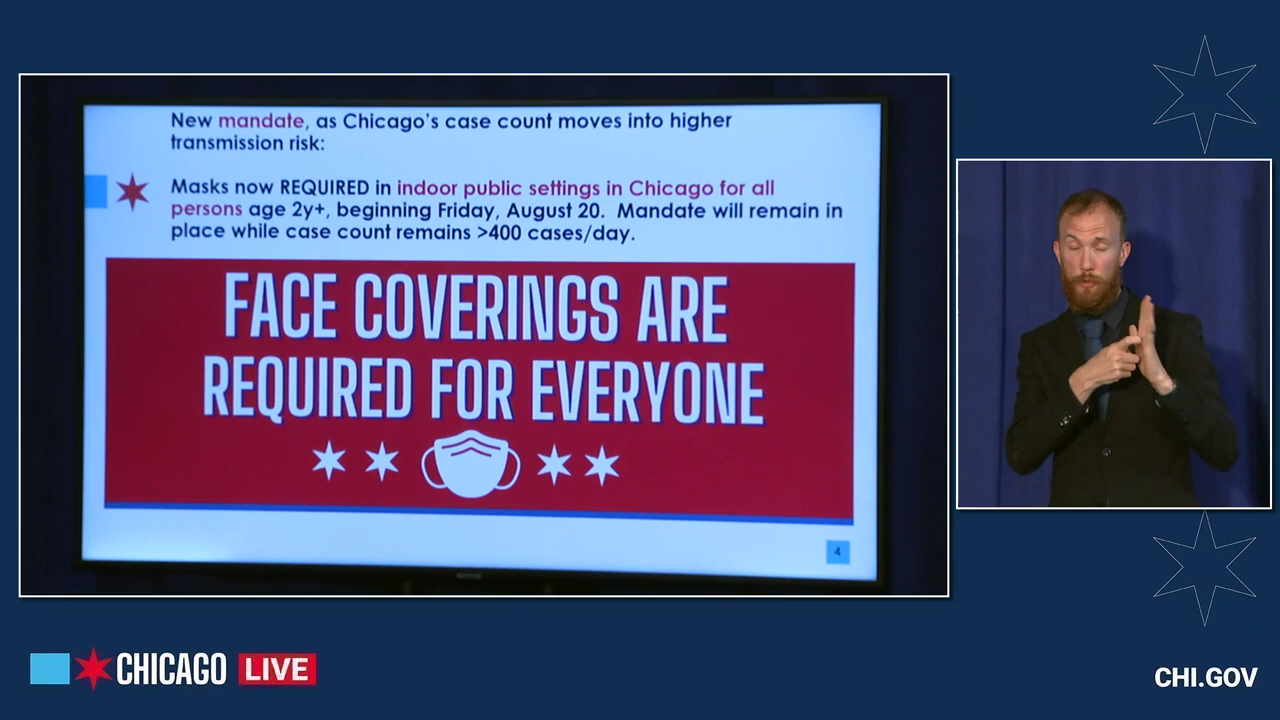 New mandate, as Chicago's case count moves into higher
transmission risk:
Masks now REQUIRED in indoor public settings in Chicago for all
persons age 2y+, beginning Friday, August 20. Mandate will remain in
place while case count remains >400 cases/day.
FACE COVERINGS ARE
REQUIRED FOR EVERYONE
4
CHICAGO LIVE
CHI.GOV